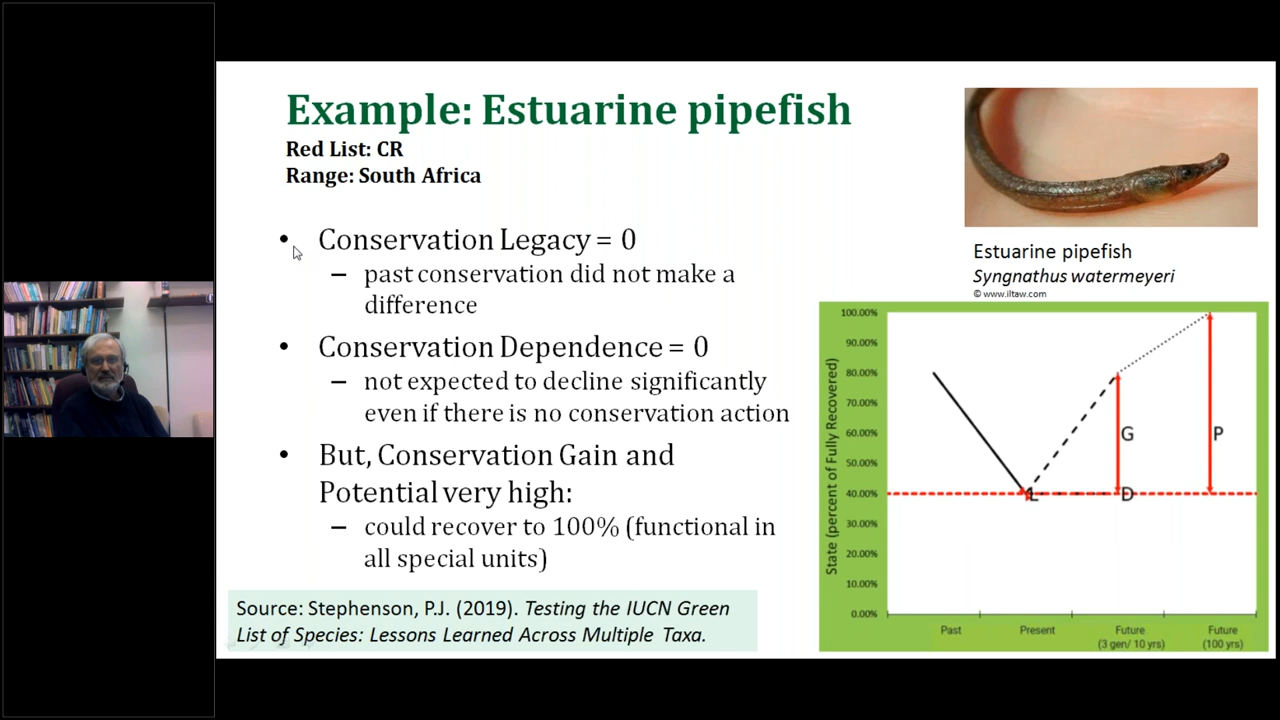 Example: Estuarine pipefish
Red List: CR
Range: South Africa
• Conservation Legacy = 0
– past conservation did not make a
difference
• Conservation Dependence = 0
– not expected to decline significantly
even if there is no conservation action
• But, Conservation Gain and
Potential very high:
– could recover to 100% (functional in
all special units)
Source: Stephenson, P.J. (2019). Testing the IUCN Green
List of Species: Lessons Learned Across Multiple Taxa.
Estuarine pipefish
Syngnathus watermeyeri
© www.iltaw.com
State (percent of Fully Recovered)
100.00%
90.00%
80.00%
70.00%
60.00%
50.00%
40.00%
30.00%
20.00%
10.00%
0.00%
G
P
L
D
Past
Present
Future
(3 gen/ 10 yrs)
Future
(100 yrs)